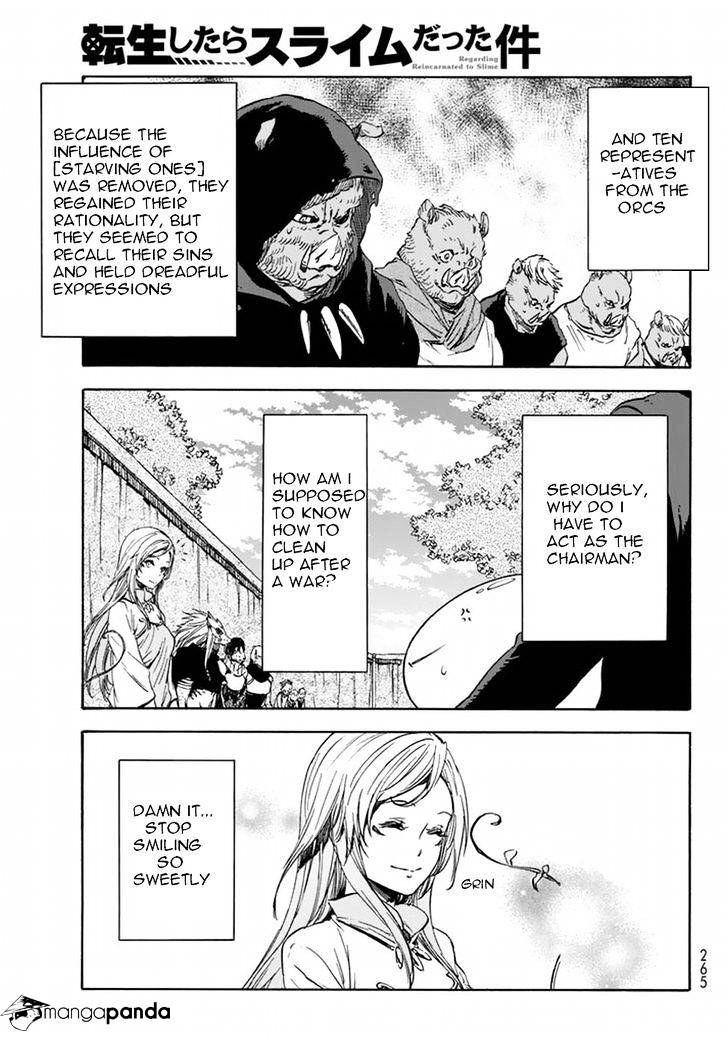 転生したらスライムだった件
Regarding
Reincarnated to Slime
AND TEN
REPRESENT
-ATIVES
FROM THE
ORCS
BECAUSE THE
INFLUENCE OF
[STARVING ONES]
WAS REMOVED, THEY
REGAINED THEIR
RATIONALITY, BUT
THEY SEEMED TO
RECALL THEIR SINS
AND HELD DREADFUL
EXPRESSIONS
SERIOUSLY,
WHY DO I
HAVE TO
ACT AS THE
CHAIRMAN?
HOW AM I
SUPPOSED
TO KNOW
HOW TO
CLEAN
UP AFTER
A WAR?
DAMN IT...
STOP
SMILING
SO
SWEETLY
GRIN
265
mangapanda